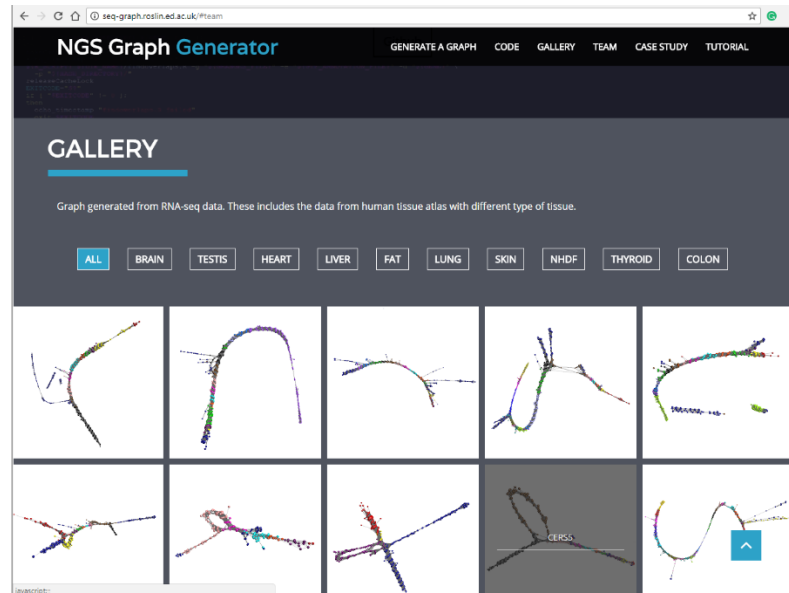 seq-graph.roslin.ed.ac.uk/#team
NGS Graph Generator
GENERATE A GRAPH CODE GALLERY TEAM CASE STUDY TUTORIAL
GALLERY
Graph generated from RNA-seq data. These includes the data from human tissue atlas with different type of tissue.
ALL BRAIN TESTIS HEART LIVER FAT LUNG SKIN NHDF THYROID COLON
CERS5